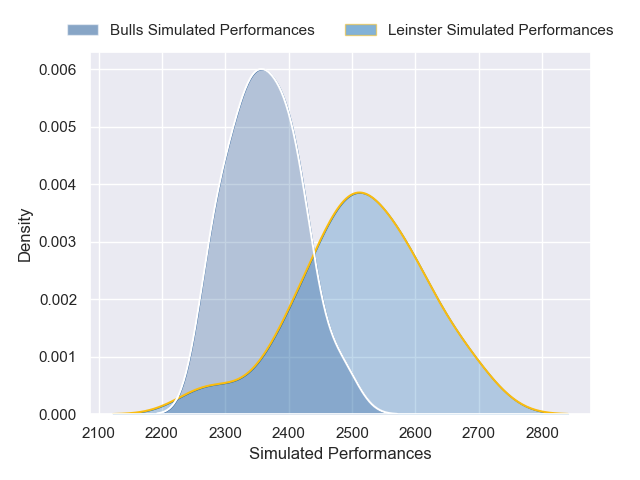 Bulls Simulated Performances Leinster Simulated Performances
0.006
0.005
0.004
0.003
0.002
0.001
0.000
Density
2100 2200 2300 2400 2500 2600 2700 2800
Simulated Performances